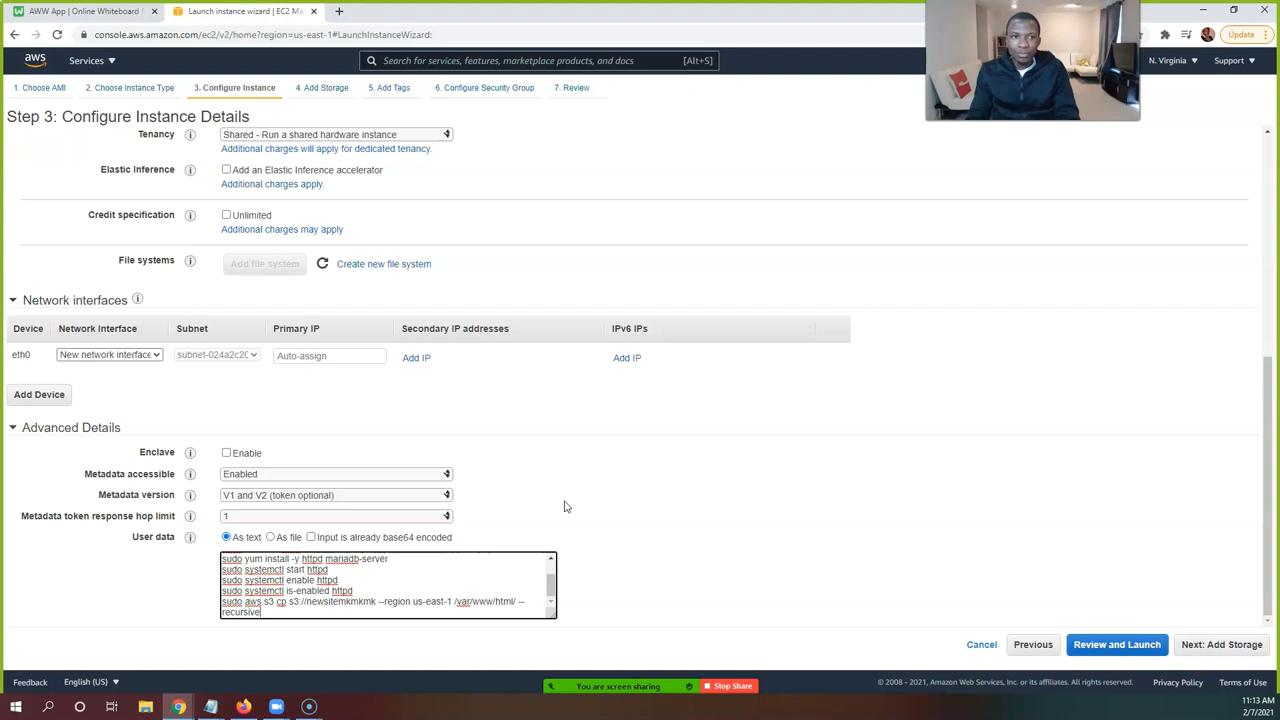 AWW App | Online Whiteboard
Launch instance wizard | EC2 Ma
console.aws.amazon.com/ec2/v2/home?region=us-east-1#LaunchInstanceWizard:
Update
aws
Services
Search for services, features, marketplace products, and docs
[Alt+S]
N. Virginia
Support
1. Choose AMI
2. Choose Instance Type
3. Configure Instance
4. Add Storage
5. Add Tags
6. Configure Security Group
7. Review
Step 3: Configure Instance Details
Tenancy
Shared - Run a shared hardware instance
Additional charges will apply for dedicated tenancy.
Elastic Inference
Add an Elastic Inference accelerator
Additional charges apply.
Credit specification
Unlimited
Additional charges may apply
File systems
Add file system
Create new file system
Network interfaces
Device
Network Interface
Subnet
Primary IP
Secondary IP addresses
IPv6 IPs
eth0
New network interface
subnet-024a2c20
Auto-assign
Add IP
Add IP
Add Device
Advanced Details
Enclave
Enable
Metadata accessible
Enabled
Metadata version
V1 and V2 (token optional)
Metadata token response hop limit
1
User data
As text
As file
Input is already base64 encoded
sudo yum install -y httpd mariadb-server
sudo systemctl start httpd
sudo systemctl enable httpd
sudo systemctl is-enabled httpd
sudo aws s3 cp s3://newsitemkmkmk --region us-east-1 /var/www/html/ --
recursive
Cancel
Previous
Review and Launch
Next: Add Storage
Feedback
English (US)
You are screen sharing
Stop Share
© 2008 - 2021, Amazon Web Services, Inc. or its affiliates. All rights reserved.
Privacy Policy
Terms of Use
11:13 AM
2/7/2021